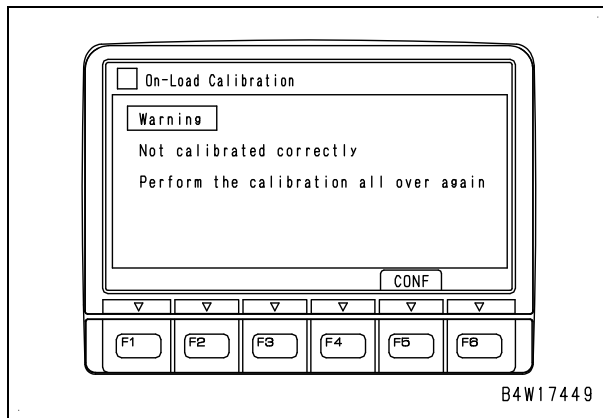 On-Load Calibration
Warning
Not calibrated correctly
Perform the calibration all over again
CONF
F1 F2 F3 F4 F5 F6
B4W17449